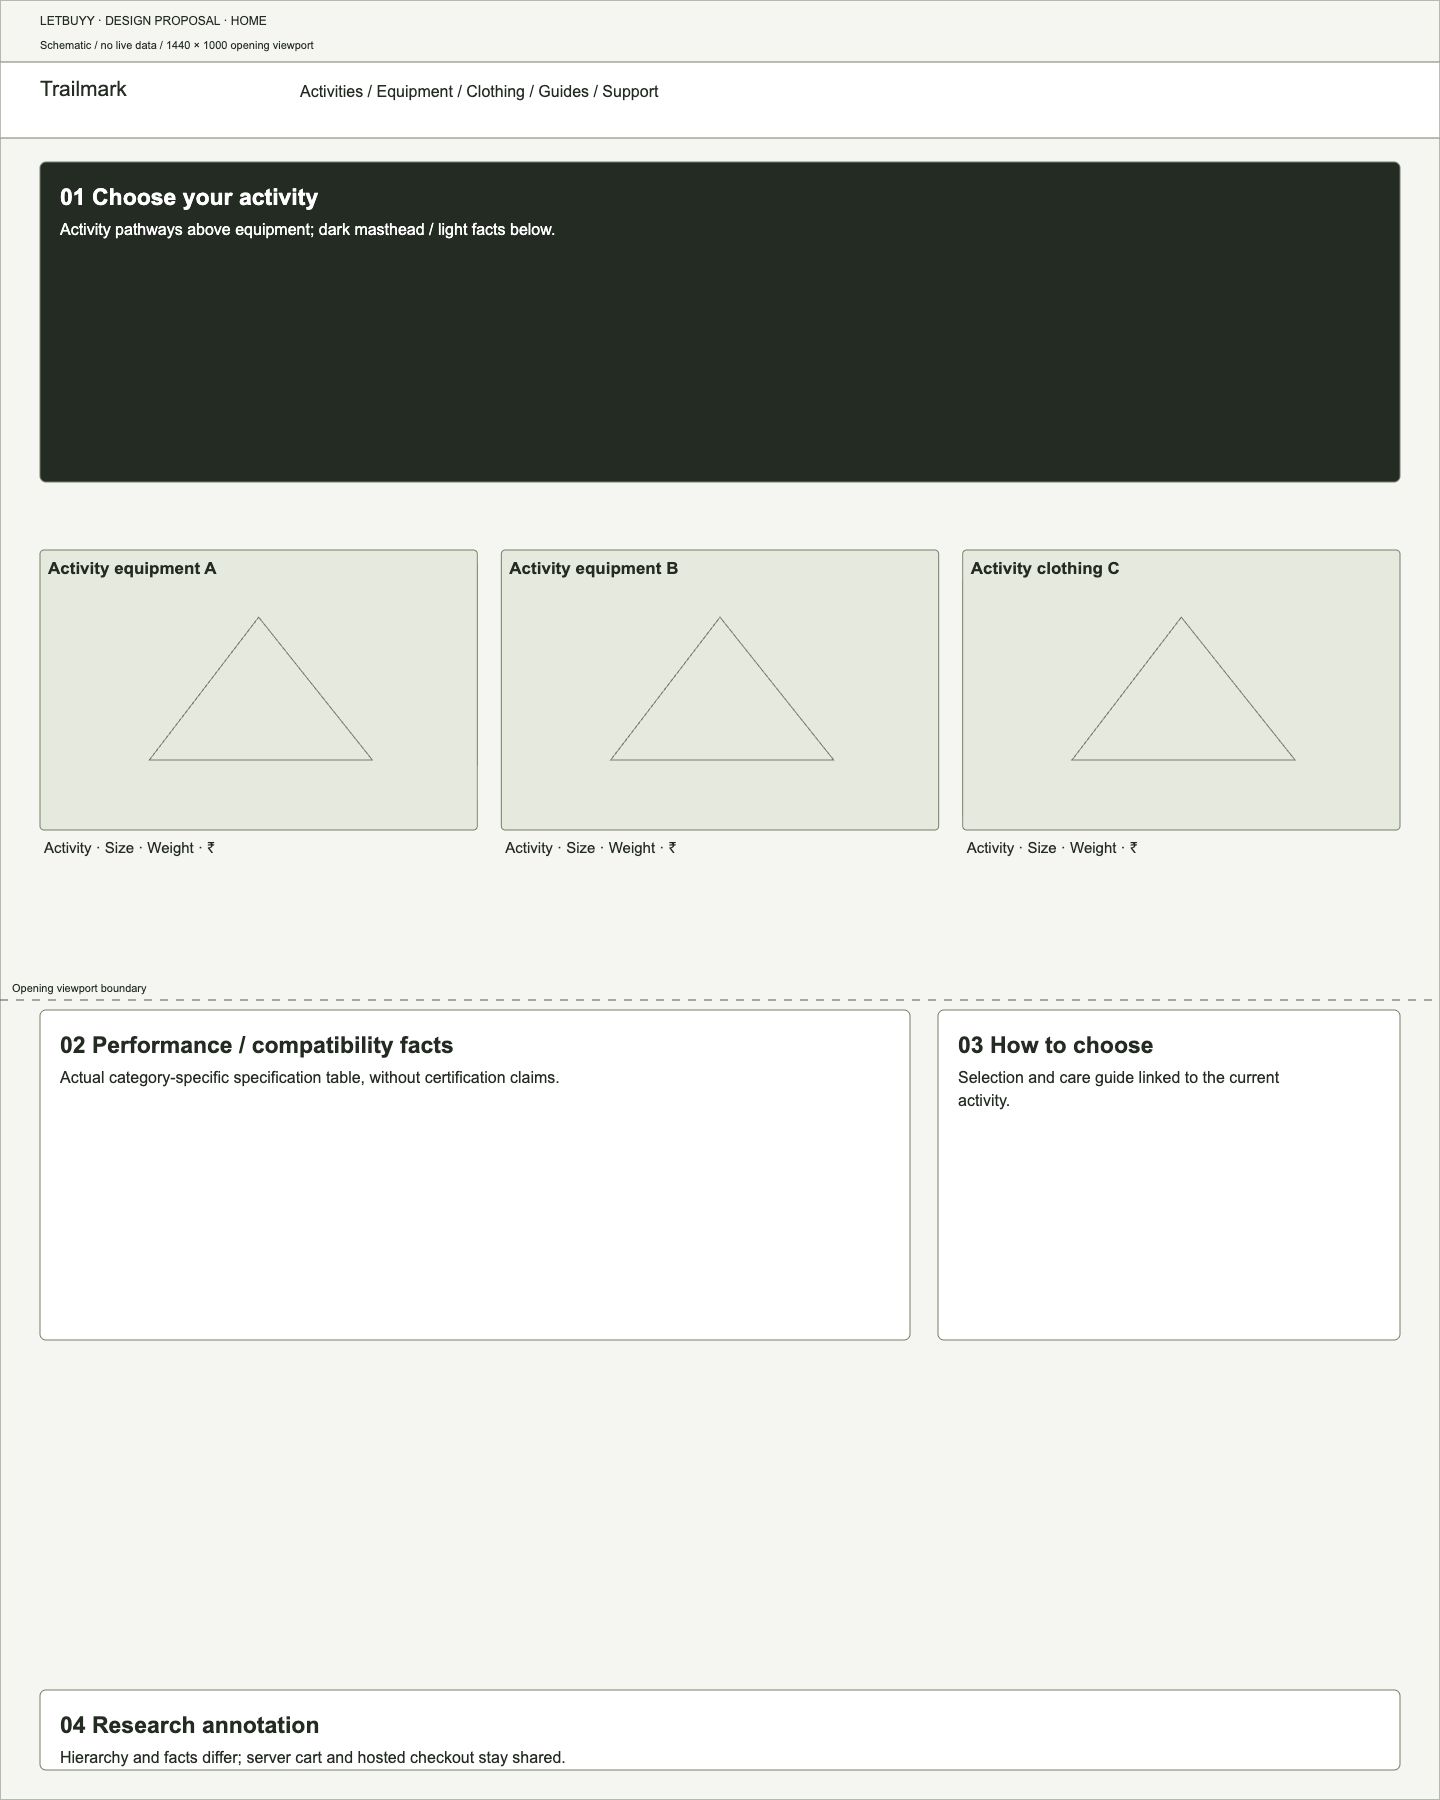 LETBUYY · DESIGN PROPOSAL · HOME
Schematic / no live data / 1440 × 1000 opening viewport
Trailmark
Activities / Equipment / Clothing / Guides / Support
01 Choose your activity
Activity pathways above equipment; dark masthead / light facts below.
Activity equipment A
Activity equipment B
Activity clothing C
Activity · Size · Weight · ₹
Activity · Size · Weight · ₹
Activity · Size · Weight · ₹
Opening viewport boundary
02 Performance / compatibility facts
Actual category-specific specification table, without certification claims.
03 How to choose
Selection and care guide linked to the current
activity.
04 Research annotation
Hierarchy and facts differ; server cart and hosted checkout stay shared.